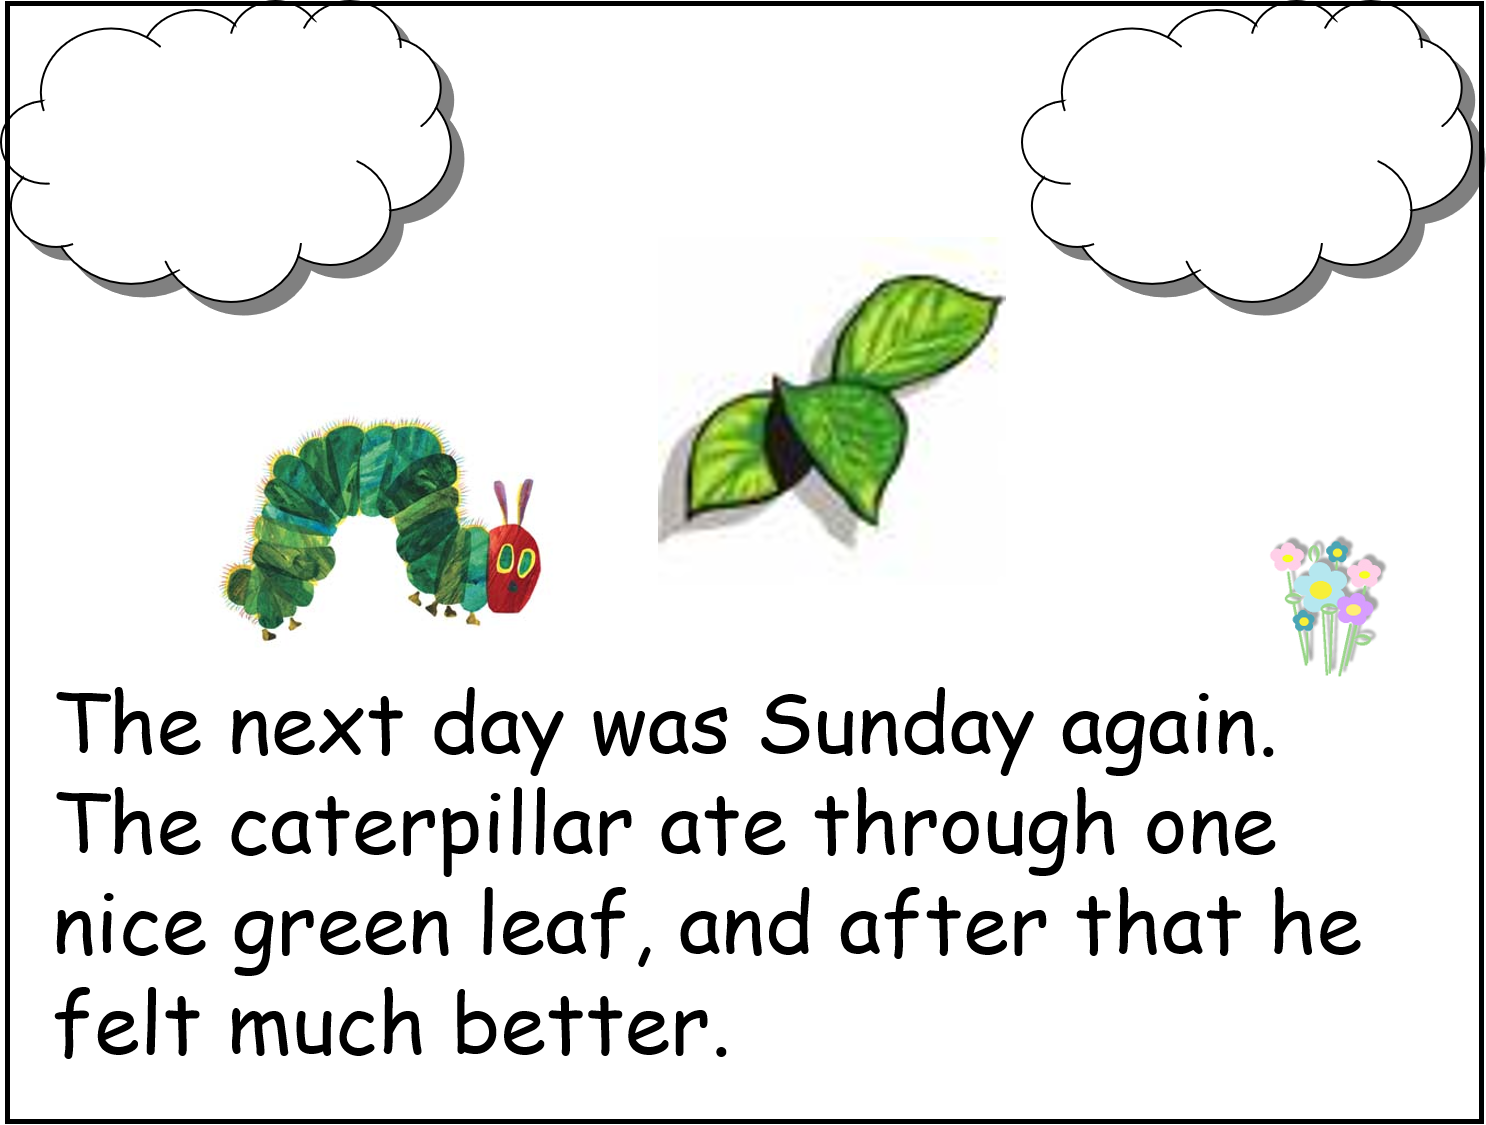 The next day was Sunday again.
The caterpillar ate through one
nice green leaf, and after that he
felt much better.